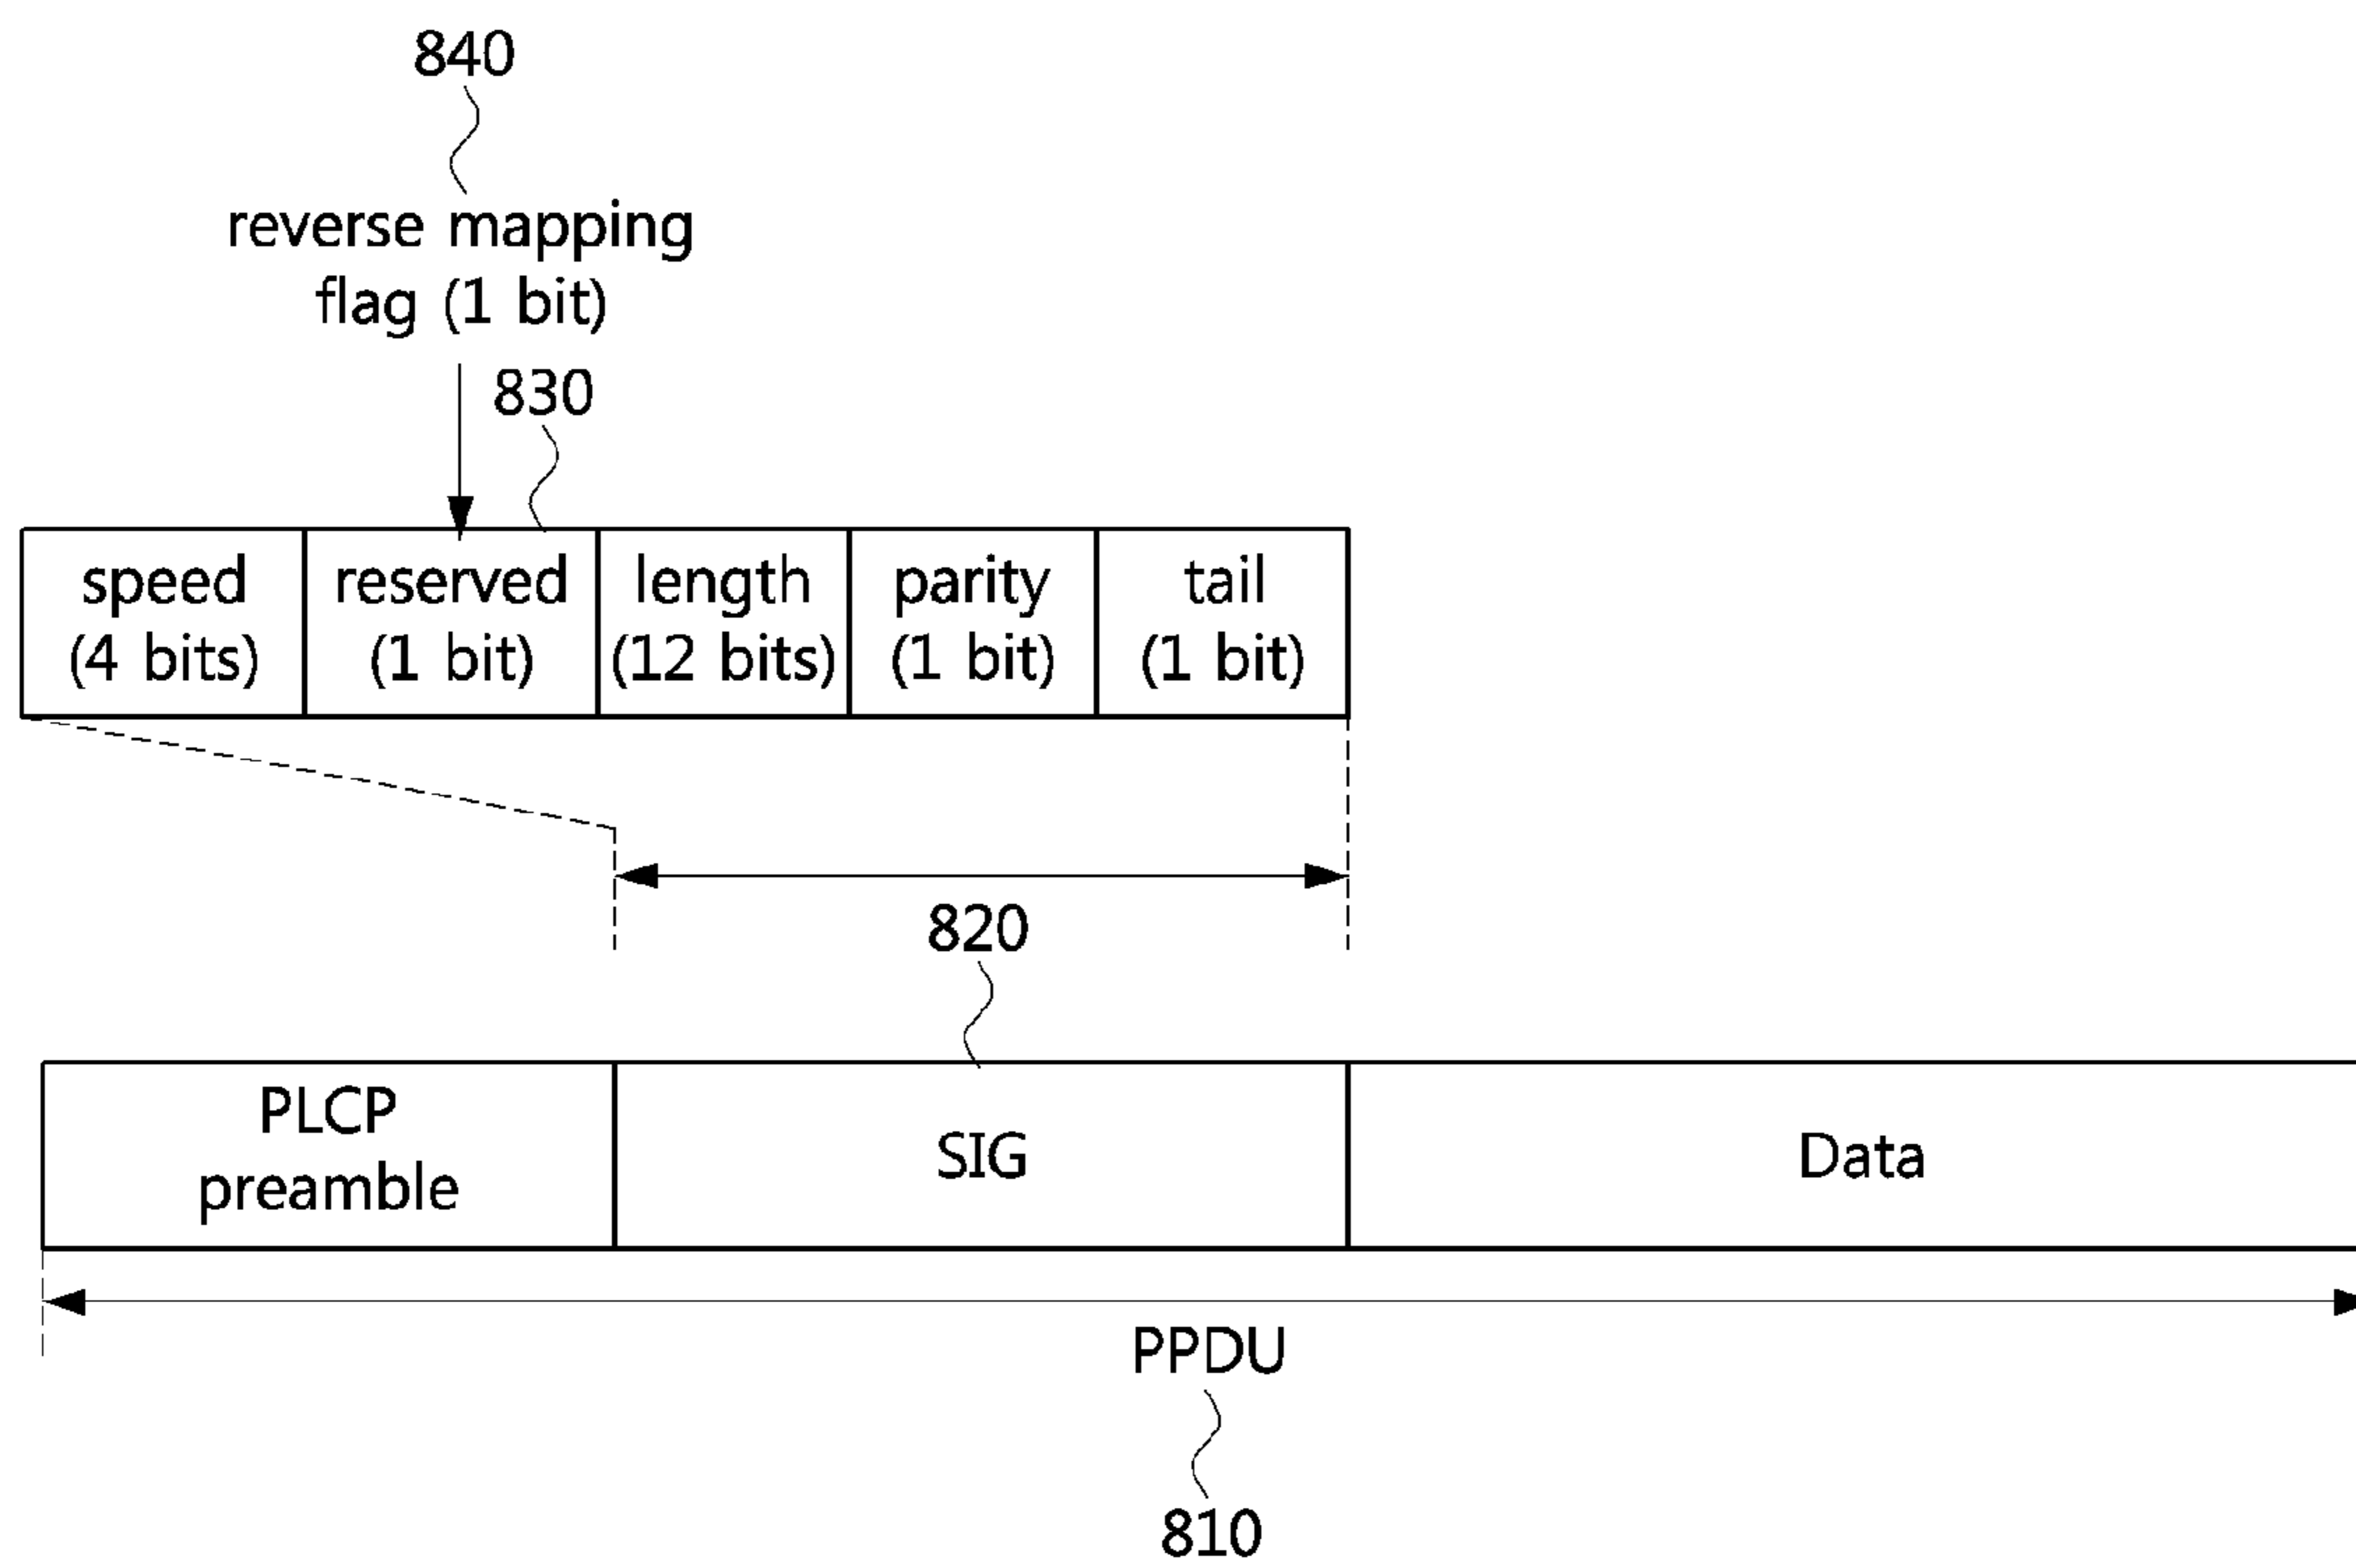 840
reverse mapping
flag (1 bit)
830
speed reserved length parity tail
(4 bits) (1 bit) (12 bits) (1 bit) (1 bit)
820
PLCP
preamble
SIG
Data
PPDU
810